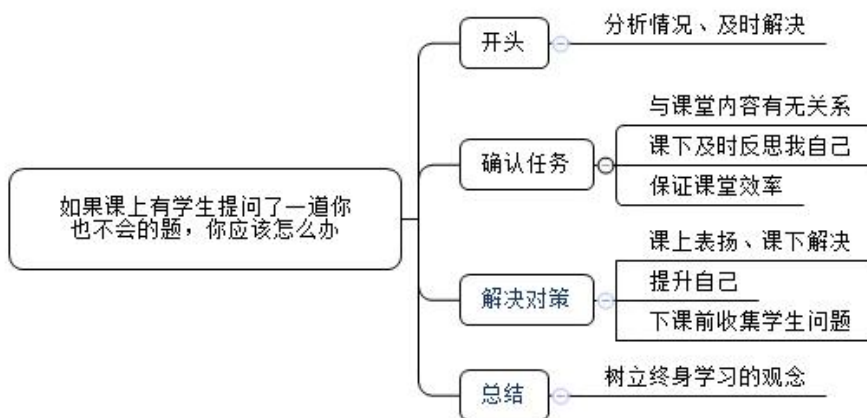 如果课上有学生提问了一道你
也不会的题，你应该怎么办
开头
分析情况、及时解决
确认任务
与课堂内容有无关系
课下及时反思我自己
保证课堂效率
解决对策
课上表扬、课下解决
提升自己
下课前收集学生问题
总结
树立终身学习的观念